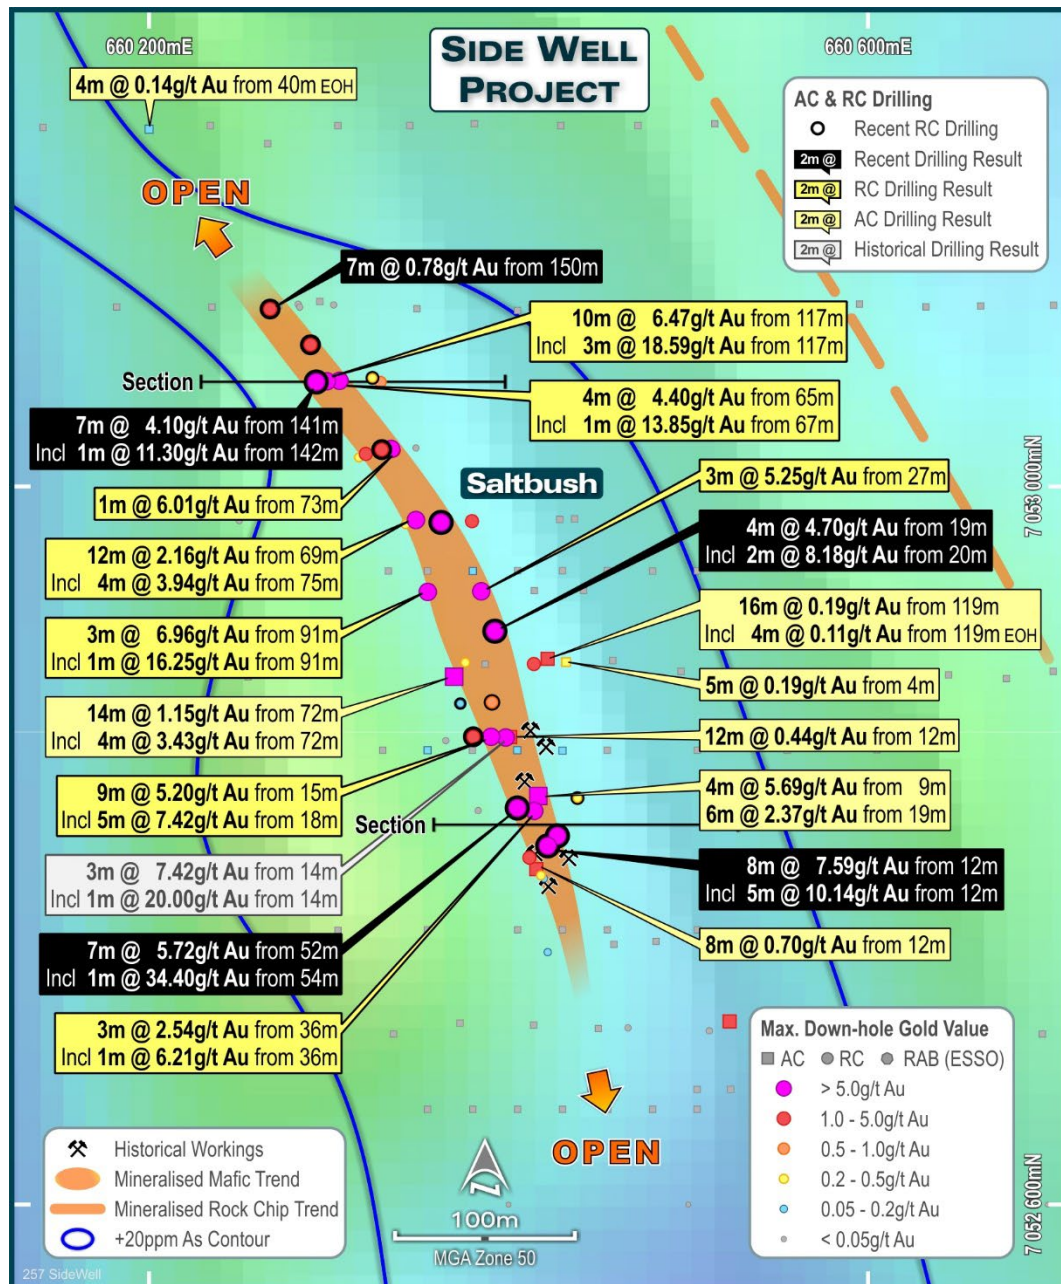 660 200mE
660 600mE
SIDE WELL
PROJECT
4m @ 0.14g/t Au from 40m EOH
AC & RC Drilling
Recent RC Drilling
2m @ Recent Drilling Result
2m @ RC Drilling Result
2m @ AC Drilling Result
2m @ Historical Drilling Result
OPEN
7m @ 0.78g/t Au from 150m
10m @ 6.47g/t Au from 117m
Incl 3m @ 18.59g/t Au from 117m
Section
4m @ 4.40g/t Au from 65m
Incl 1m @ 13.85g/t Au from 67m
7m @ 4.10g/t Au from 141m
Incl 1m @ 11.30g/t Au from 142m
Saltbush
3m @ 5.25g/t Au from 27m
7 053 000mN
1m @ 6.01g/t Au from 73m
4m @ 4.70g/t Au from 19m
Incl 2m @ 8.18g/t Au from 20m
12m @ 2.16g/t Au from 69m
Incl 4m @ 3.94g/t Au from 75m
16m @ 0.19g/t Au from 119m
Incl 4m @ 0.11g/t Au from 119m EOH
3m @ 6.96g/t Au from 91m
Incl 1m @ 16.25g/t Au from 91m
5m @ 0.19g/t Au from 4m
14m @ 1.15g/t Au from 72m
Incl 4m @ 3.43g/t Au from 72m
12m @ 0.44g/t Au from 12m
9m @ 5.20g/t Au from 15m
Incl 5m @ 7.42g/t Au from 18m
4m @ 5.69g/t Au from 9m
6m @ 2.37g/t Au from 19m
Section
3m @ 7.42g/t Au from 14m
Incl 1m @ 20.00g/t Au from 14m
8m @ 7.59g/t Au from 12m
Incl 5m @ 10.14g/t Au from 12m
7m @ 5.72g/t Au from 52m
Incl 1m @ 34.40g/t Au from 54m
8m @ 0.70g/t Au from 12m
3m @ 2.54g/t Au from 36m
Incl 1m @ 6.21g/t Au from 36m
Max. Down-hole Gold Value
AC RC RAB (ESSO)
> 5.0g/t Au
1.0 - 5.0g/t Au
0.5 - 1.0g/t Au
0.2 - 0.5g/t Au
0.05 - 0.2g/t Au
< 0.05g/t Au
OPEN
Historical Workings
Mineralised Mafic Trend
Mineralised Rock Chip Trend
+20ppm As Contour
N
100m
MGA Zone 50
7 052 600mN
257 SideWell